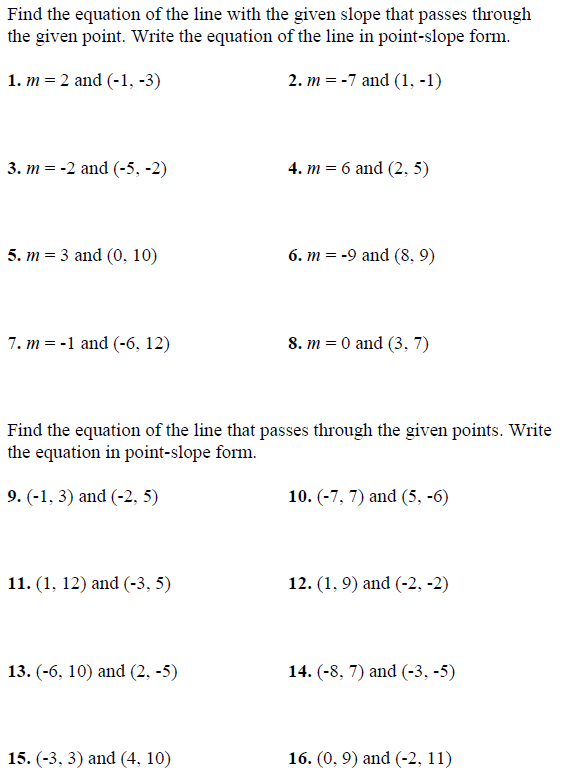 Find the equation of the line with the given slope that passes through
the given point. Write the equation of the line in point-slope form.
1. m = 2 and (-1, -3)
2. m = -7 and (1, -1)
3. m = -2 and (-5, -2)
4. m = 6 and (2, 5)
5. m = 3 and (0, 10)
6. m = -9 and (8, 9)
7. m = -1 and (-6, 12)
8. m = 0 and (3, 7)
Find the equation of the line that passes through the given points. Write
the equation in point-slope form.
9. (-1, 3) and (-2, 5)
10. (-7, 7) and (5, -6)
11. (1, 12) and (-3, 5)
12. (1, 9) and (-2, -2)
13. (-6, 10) and (2, -5)
14. (-8, 7) and (-3, -5)
15. (-3, 3) and (4, 10)
16. (0, 9) and (-2, 11)